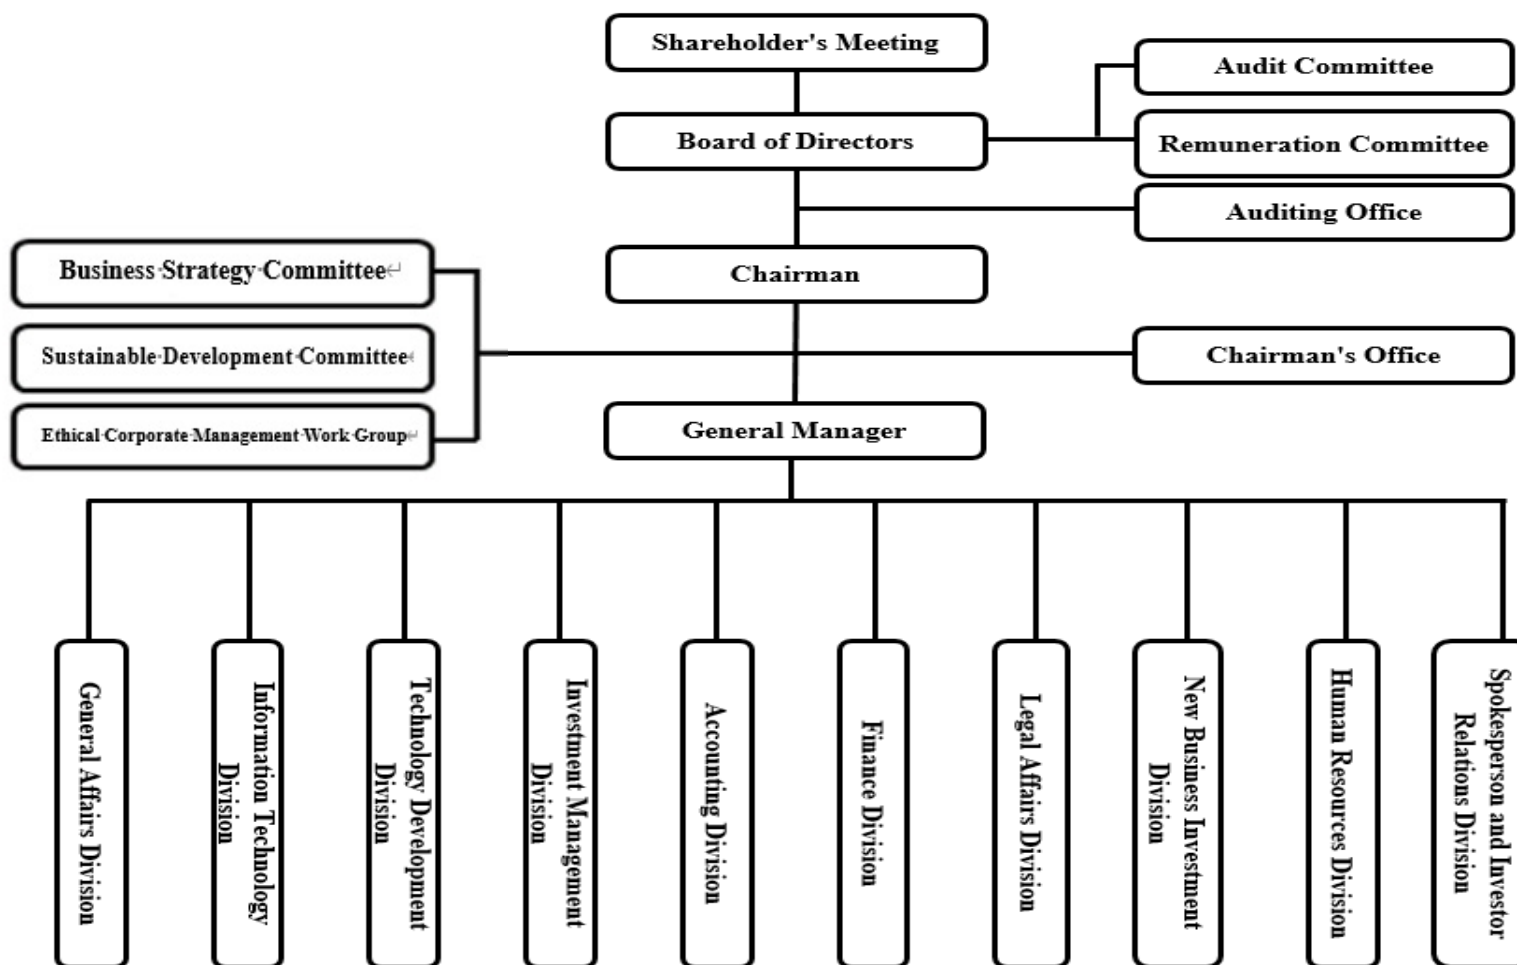 Shareholder's Meeting
Audit Committee
Board of Directors
Remuneration Committee
Auditing Office
Business Strategy Committee
Chairman
Sustainable Development Committee
Chairman's Office
Ethical Corporate Management Work Group
General Manager
General Affairs Division
Information Technology
Division
Technology Development
Division
Investment Management
Division
Accounting Division
Finance Division
Legal Affairs Division
New Business Investment
Division
Human Resources Division
Spokesperson and Investor
Relations Division